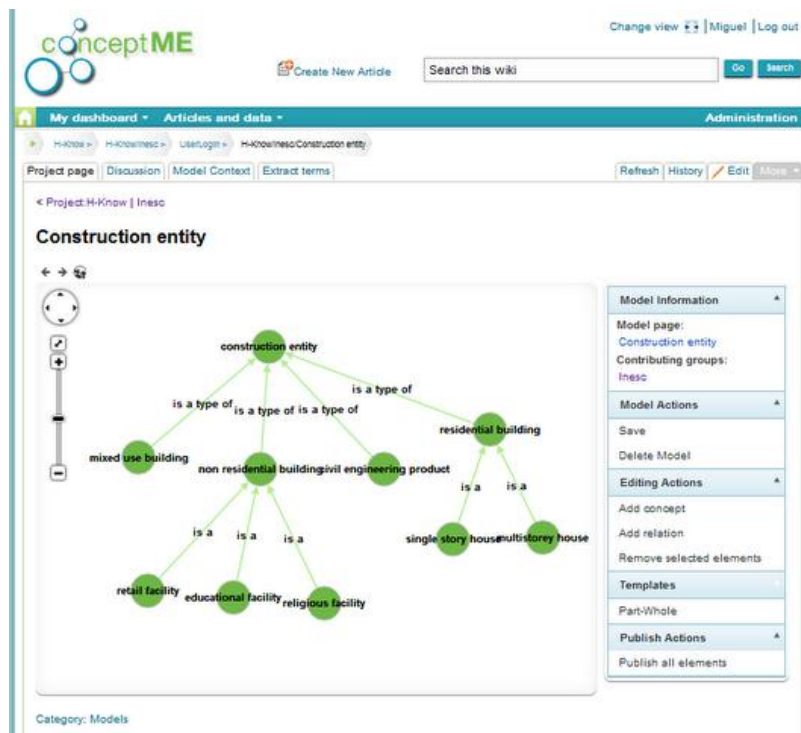 conceptME
Change view | Miguel | Log out
Create New Article
Search this wiki
Go
Search
My dashboard
Articles and data
Administration
H-Know
H-Know/Inesc
UserLogin
H-Know/Inesc/Construction entity
Project page
Discussion
Model Context
Extract terms
Refresh
History
Edit
More
< Project:H-Know | Inesc
Construction entity
construction entity
is a type of
is a type of
is a type of
is a type of
mixed use building
non residential building
civil engineering product
residential building
is a
is a
is a
is a
is a
single story house
multistorey house
retail facility
educational facility
religious facility
Model Information
Model page:
Construction entity
Contributing groups:
Inesc
Model Actions
Save
Delete Model
Editing Actions
Add concept
Add relation
Remove selected elements
Templates
Part-Whole
Publish Actions
Publish all elements
Category: Models